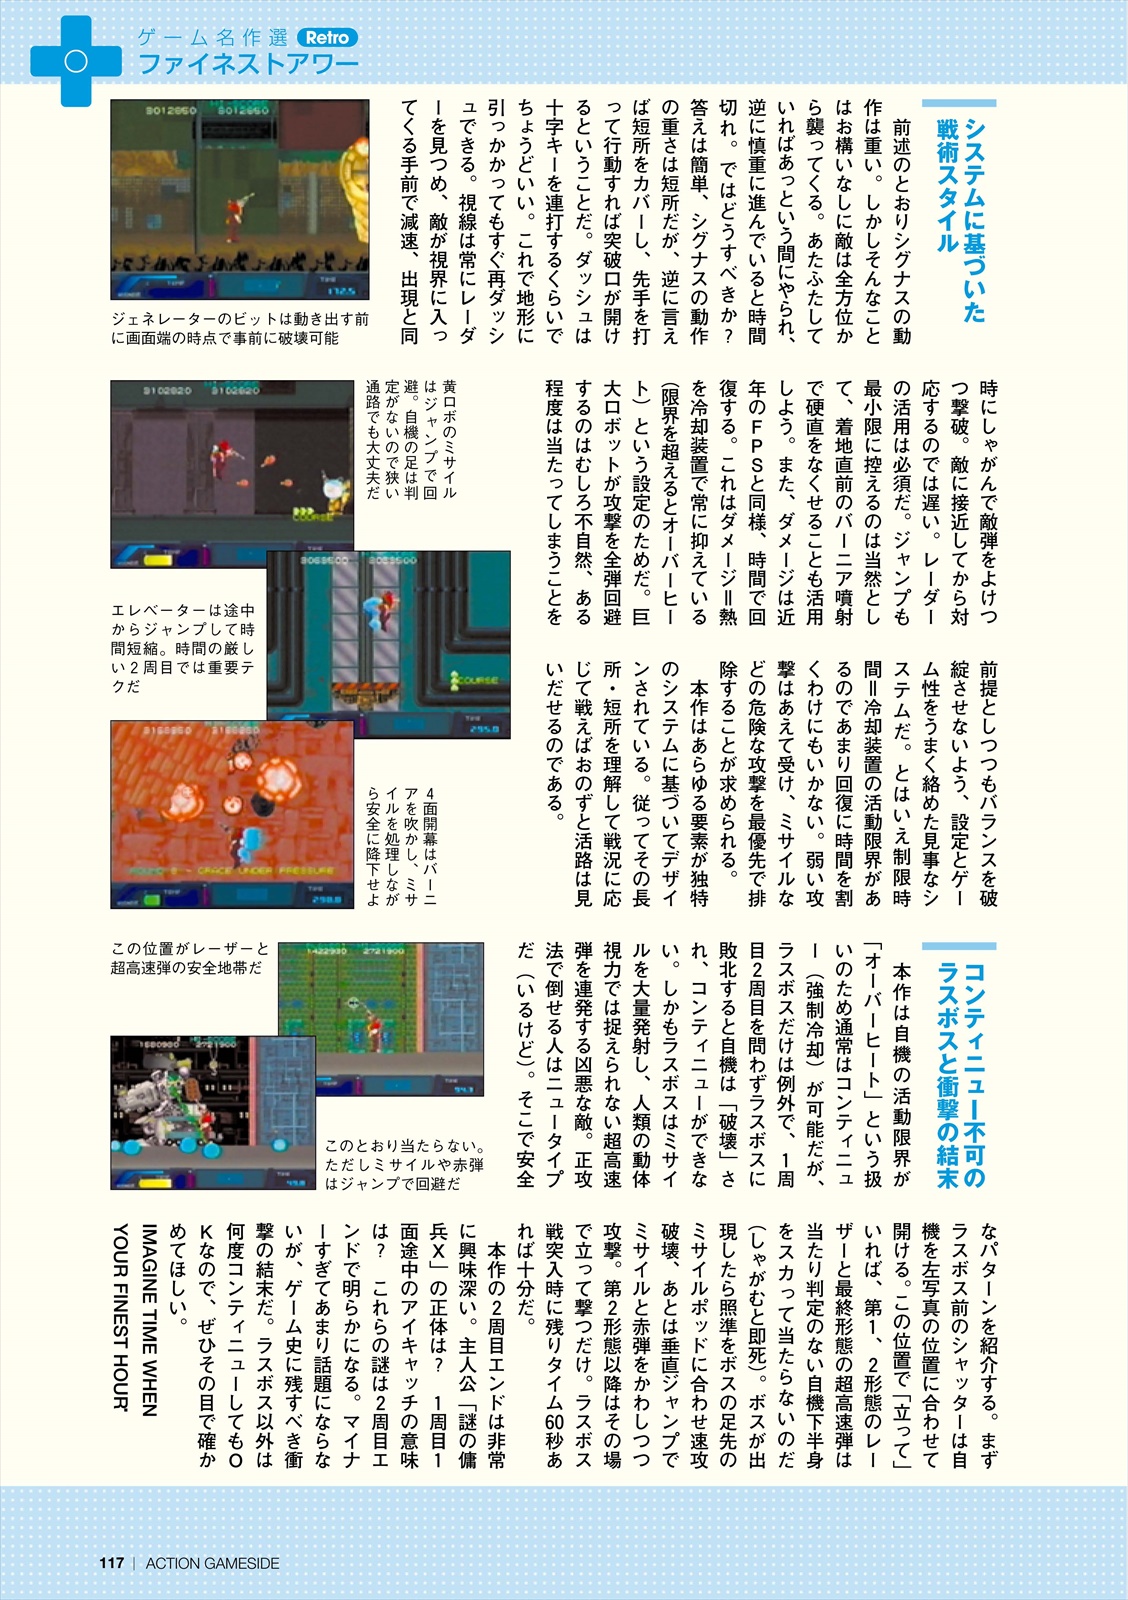 ゲーム名作選 Retro
ファイネストアワー
システムに基づいた
戦術スタイル
前述のとおりシグナスの動
作は重い。しかしそんなこと
はお構いなしに敵は全方位か
ら襲ってくる。あたふたして
いればあっという間にやられ、
逆に慎重に進んでいると時間
切れ。ではどうすべきか?
答えは簡単、シグナスの動作
の重さは短所だが、逆に言え
ば短所をカバーし、先手を打
って行動すれば突破口が開け
るということだ。ダッシュは
十字キーを連打するくらいで
ちょうどいい。これで地形に
引っかかってもすぐ再ダッシ
ュできる。視線は常にレーダ
ーを見つめ、敵が視界に入っ
てくる手前で減速、出現と同
時にしゃがんで敵弾をよけつ
つ撃破。敵に接近してから対
応するのでは遅い。レーダー
の活用は必須だ。ジャンプも
最小限に控えるのは当然とし
て、着地直前のバーニア噴射
で硬直をなくせることも活用
しよう。また、ダメージは近
年のFPSと同様、時間で回
復する。これはダメージ=熱
を冷却装置で常に抑えている
(限界を超えるとオーバーヒー
ト)という設定のためだ。巨
大ロボットが攻撃を全弾回避
するのはむしろ不自然、ある
程度は当たってしまうことを
前提としつつもバランスを破
綻させないよう、設定とゲー
ム性をうまく絡めた見事なシ
ステムだ。とはいえ制限時
間=冷却装置の活動限界があ
るのであまり回復に時間を割
くわけにもいかない。弱い攻
撃はあえて受け、ミサイルな
どの危険な攻撃を最優先で排
除することが求められる。
本作はあらゆる要素が独特
のシステムに基づいてデザイ
ンされている。従ってその長
所・短所を理解して戦況に応
じて戦えばおのずと活路は見
いだせるのである。
ジェネレーターのビットは動き出す前
に画面端の時点で事前に破壊可能
黄ロボのミサイル
はジャンプで回
避。自機の足は判
定がないので狭い
通路でも大丈夫だ
エレベーターは途中
からジャンプして時
間短縮。時間の厳し
い2周目では重要テ
クだ
4面開幕はバーニ
アを吹かし、ミサ
イルを処理しなが
ら安全に降下せよ
コンティニュー不可の
ラスボスと衝撃の結末
本作は自機の活動限界が
「オーバーヒート」という扱
いのため通常はコンティニュ
ー(強制冷却)が可能だが、
ラスボスだけは例外で、1周
目2周目を問わずラスボスに
敗北すると自機は「破壊」さ
れ、コンティニューができな
い。しかもラスボスはミサイ
ルを大量発射し、人類の動体
視力では捉えられない超高速
弾を連発する凶悪な敵。正攻
法で倒せる人はニュータイプ
だ(いるけど)。そこで安全
なパターンを紹介する。まず
ラスボス前のシャッターは自
機を左写真の位置に合わせて
開ける。この位置で「立って」
いれば、第1、2形態のレー
ザーと最終形態の超高速弾は
当たり判定のない自機下半身
をスカって当たらないのだ
(しゃがむと即死)。ボスが出
現したら照準をボスの足先の
ミサイルポッドに合わせ速攻
破壊、あとは垂直ジャンプで
ミサイルと赤弾をかわしつつ
攻撃。第2形態以降はその場
で立って撃つだけ。ラスボス
戦突入時に残りタイム60秒あ
れば十分だ。
本作の2周目エンドは非常
に興味深い。主人公「謎の傭
兵X」の正体は? 1周目1
面途中のアイキャッチの意味
は? これらの謎は2周目エ
ンドで明らかになる。マイナ
ーすぎてあまり話題にならな
いが、ゲーム史に残すべき衝
撃の結末だ。ラスボス以外は
何度コンティニューしてもO
Kなので、ぜひその目で確か
めてほしい。
IMAGINE TIME WHEN
YOUR FINEST HOUR
この位置がレーザーと
超高速弾の安全地帯だ
このとおり当たらない。
ただしミサイルや赤弾
はジャンプで回避だ
3012850 3012850
TIME
172.5
3102820 3102820
COURSE
COURSE
TIME
295.0
GRACE UNDER PRESSURE
TIME
298.0
1422930 2721900
TIME
94.3
1580930 2721900
117 | ACTION GAMESIDE